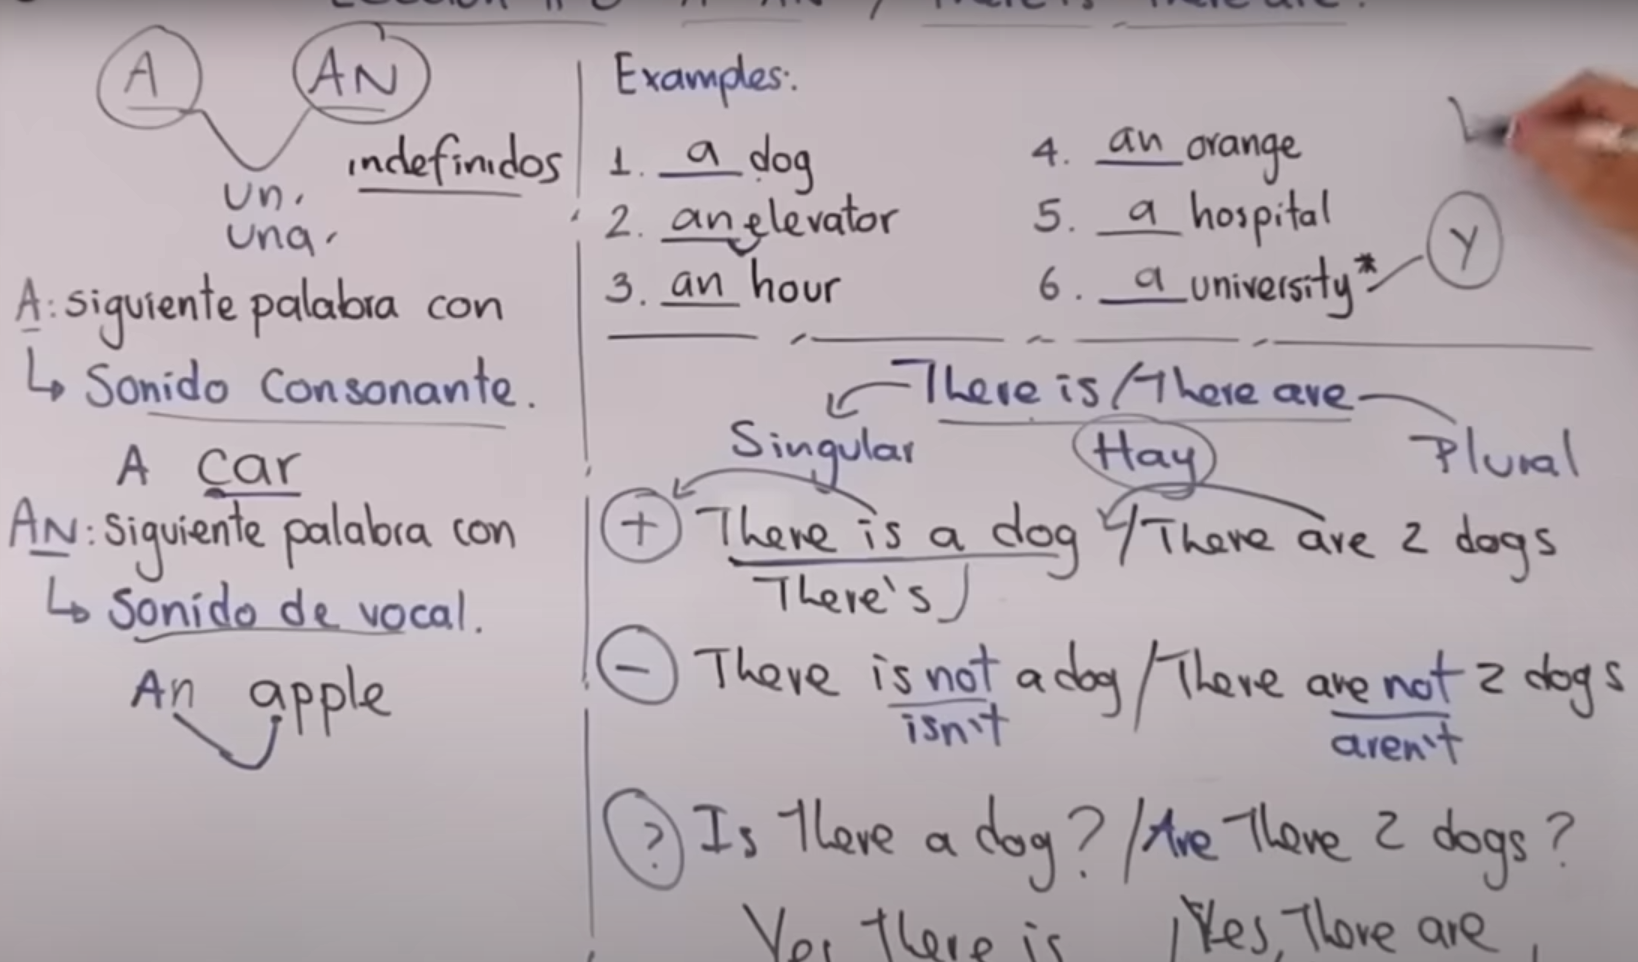 A AN
indefinidos
un.
una.
A: siguiente palabra con
↳ Sonido Consonante.
A car
AN: siguiente palabra con
↳ Sonido de vocal.
An apple
Examples:
1. a dog
2. an elevator
3. an hour
4. an orange
5. a hospital
6. a university* Y
There is / There are
Singular Hay Plural
+ There is a dog / There are 2 dogs
There's
- There is not a dog / There are not 2 dogs
isn't aren't
? Is there a dog? / Are there 2 dogs?
Yes, There is / Yes, There are,